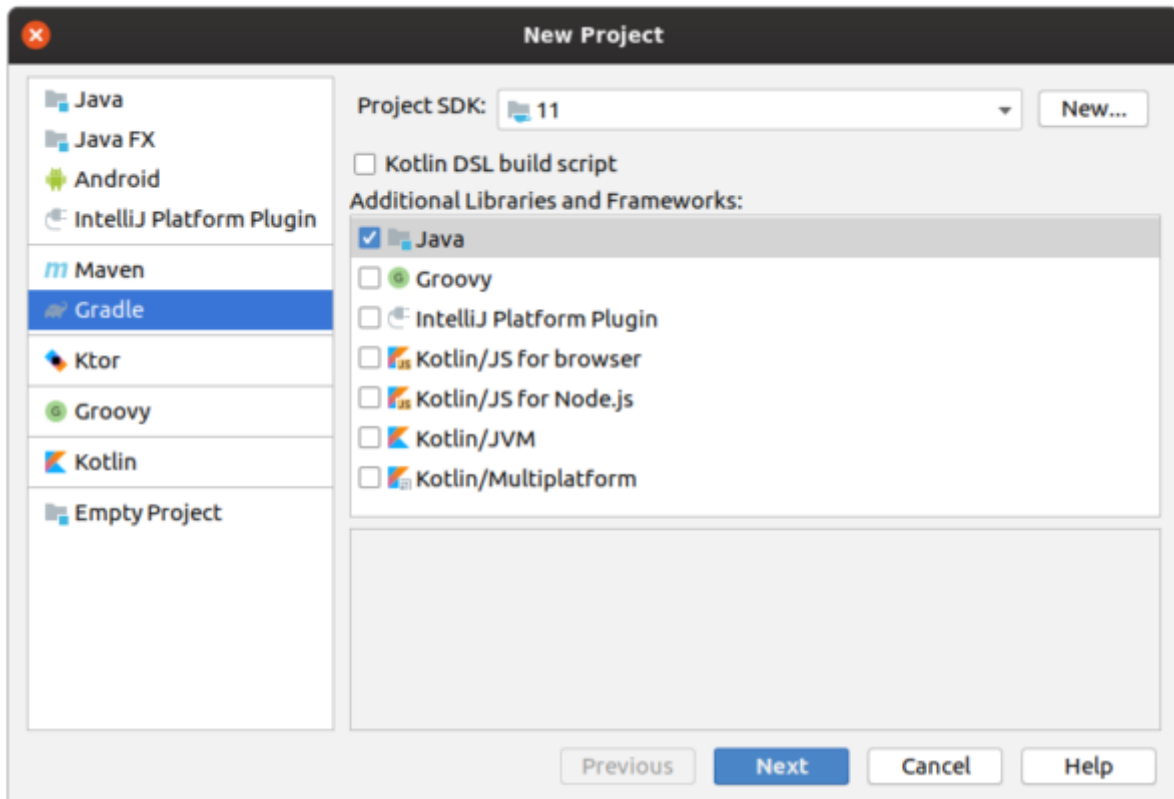 New Project
Java
Java FX
Android
IntelliJ Platform Plugin
Maven
Gradle
Ktor
Groovy
Kotlin
Empty Project
Project SDK: 11 New...
Kotlin DSL build script
Additional Libraries and Frameworks:
Java
Groovy
IntelliJ Platform Plugin
Kotlin/JS for browser
Kotlin/JS for Node.js
Kotlin/JVM
Kotlin/Multiplatform
Previous Next Cancel Help